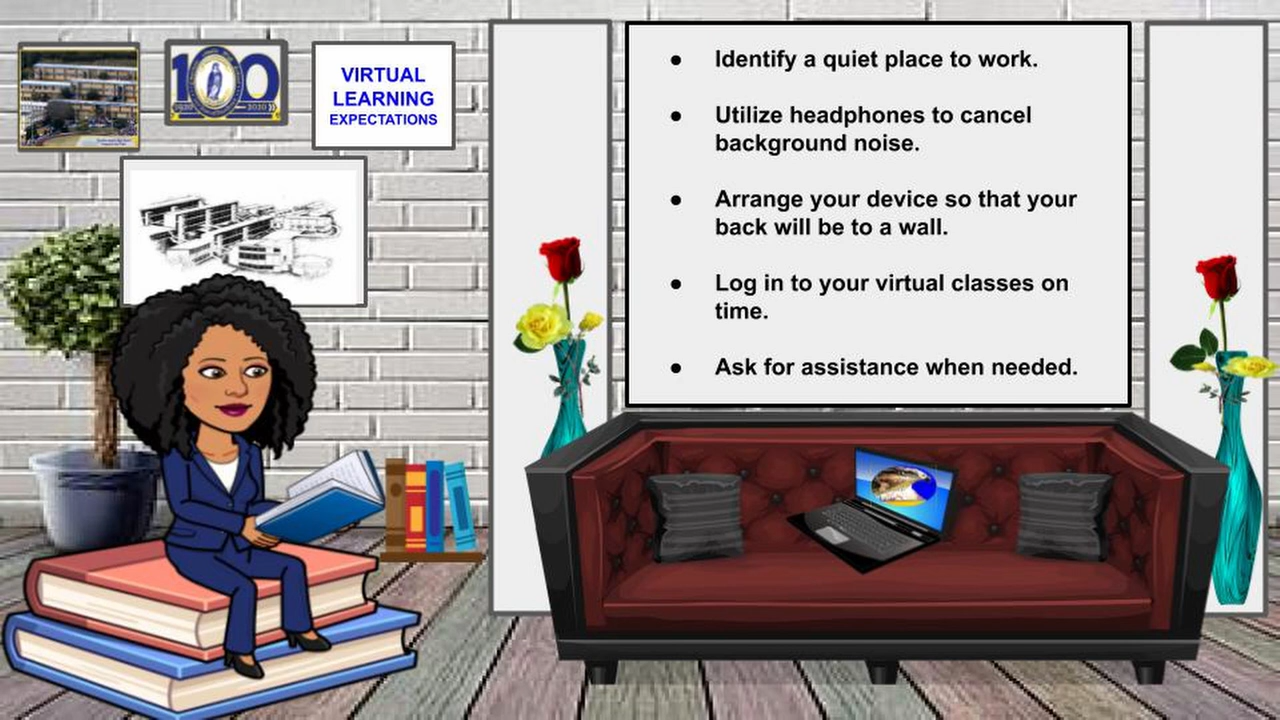 100
1920 2020
VIRTUAL
LEARNING
EXPECTATIONS
● Identify a quiet place to work.
● Utilize headphones to cancel
background noise.
● Arrange your device so that your
back will be to a wall.
● Log in to your virtual classes on
time.
● Ask for assistance when needed.